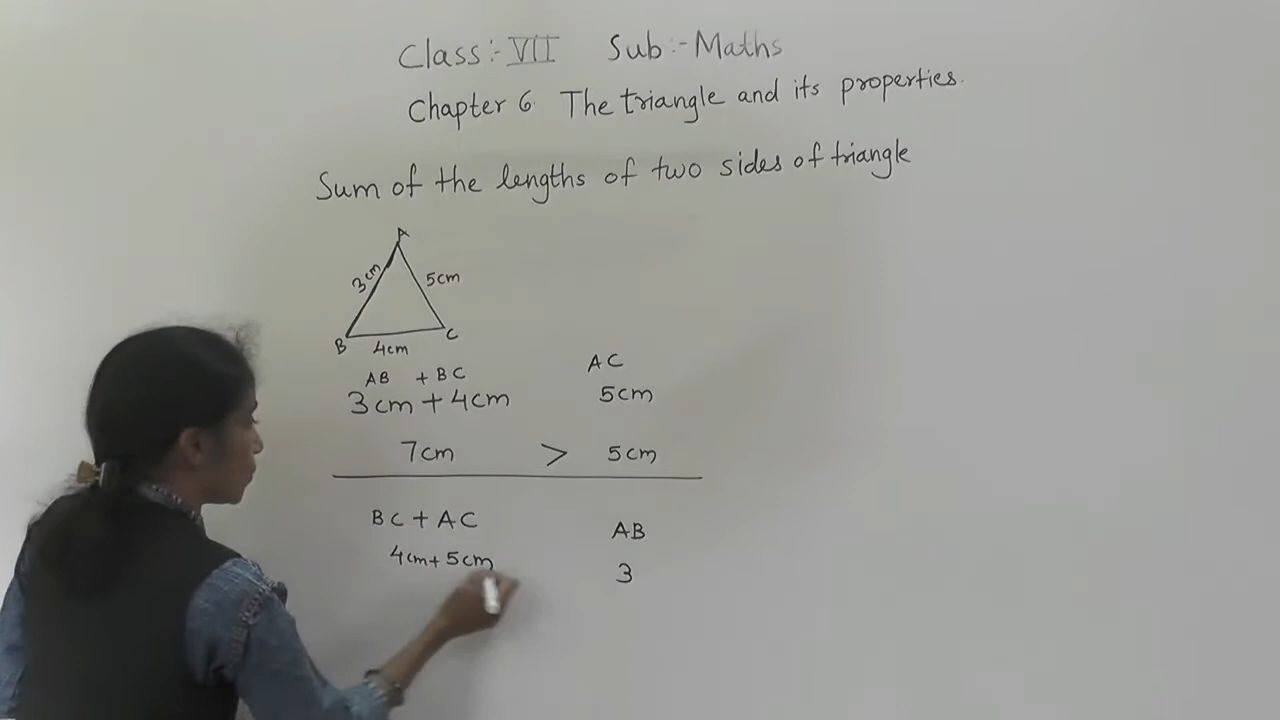 Class:- VII Sub:- Maths
Chapter 6 The triangle and its properties.
Sum of the lengths of two sides of triangle
A
3cm 5cm
B C
4cm
AB + BC AC
3cm + 4cm 5cm
7cm > 5cm
BC + AC AB
4cm + 5cm 3